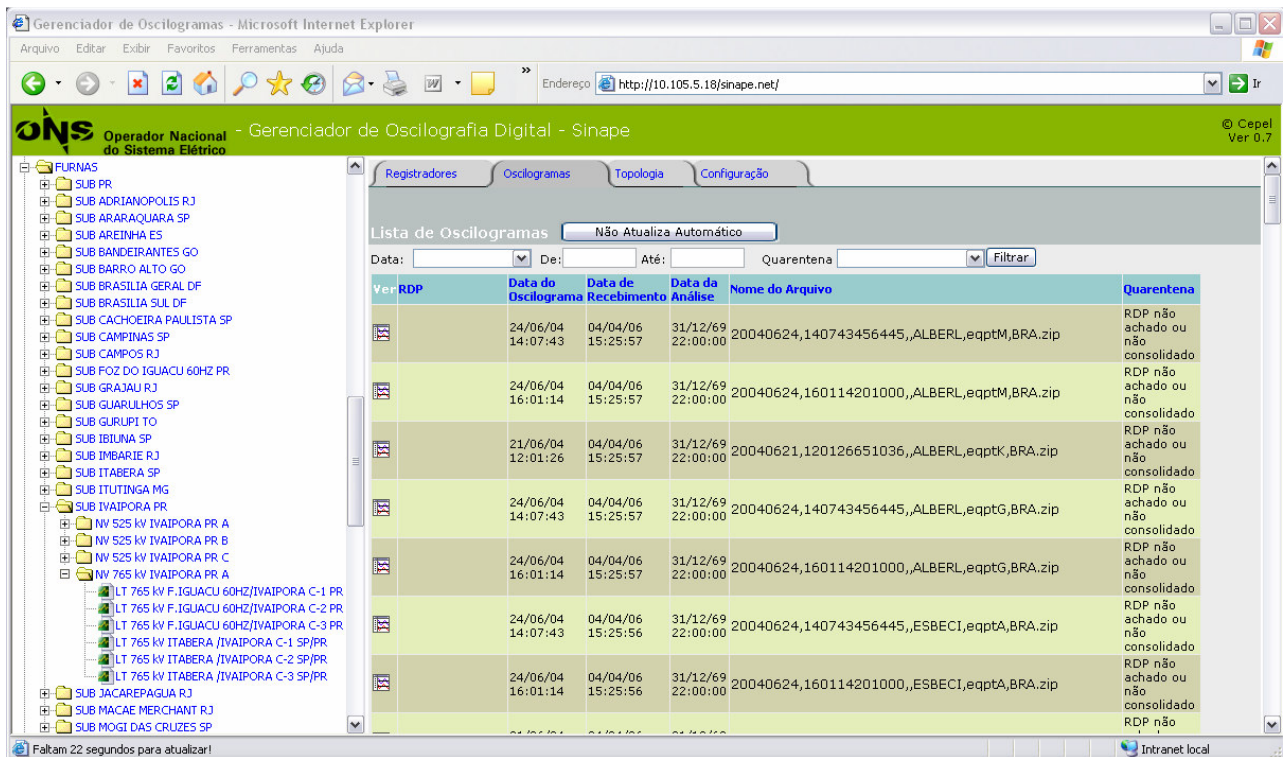 Gerenciador de Oscilogramas - Microsoft Internet Explorer
Arquivo Editar Exibir Favoritos Ferramentas Ajuda
» Endereço http://10.105.5.18/sinape.net/ Ir
ONS Operador Nacional do Sistema Elétrico - Gerenciador de Oscilografia Digital - Sinape
© Cepel
Ver 0.7
FURNAS
SUB PR
SUB ADRIANOPOLIS RJ
SUB ARARAQUARA SP
SUB AREINHA ES
SUB BANDEIRANTES GO
SUB BARRO ALTO GO
SUB BRASILIA GERAL DF
SUB BRASILIA SUL DF
SUB CACHOEIRA PAULISTA SP
SUB CAMPINAS SP
SUB CAMPOS RJ
SUB FOZ DO IGUACU 60HZ PR
SUB GRAJAU RJ
SUB GUARULHOS SP
SUB GURUPI TO
SUB IBIUNA SP
SUB IMBARIE RJ
SUB ITABERA SP
SUB ITUTINGA MG
SUB IVAIPORA PR
NV 525 kV IVAIPORA PR A
NV 525 kV IVAIPORA PR B
NV 525 kV IVAIPORA PR C
NV 765 kV IVAIPORA PR A
LT 765 kV F.IGUACU 60HZ/IVAIPORA C-1 PR
LT 765 kV F.IGUACU 60HZ/IVAIPORA C-2 PR
LT 765 kV F.IGUACU 60HZ/IVAIPORA C-3 PR
LT 765 kV ITABERA /IVAIPORA C-1 SP/PR
LT 765 kV ITABERA /IVAIPORA C-2 SP/PR
LT 765 kV ITABERA /IVAIPORA C-3 SP/PR
SUB JACAREPAGUA RJ
SUB MACAE MERCHANT RJ
SUB MOGI DAS CRUZES SP
Registradores Oscilogramas Topologia Configuração
Lista de Oscilogramas Não Atualiza Automático
Data: De: Até: Quarentena Filtrar
Ver RDP Data do Oscilograma Data de Recebimento Data da Análise Nome do Arquivo Quarentena
24/06/04 14:07:43 04/04/06 15:25:57 31/12/69 22:00:00 20040624,140743456445,,ALBERL,eqptM,BRA.zip RDP não achado ou não consolidado
24/06/04 16:01:14 04/04/06 15:25:57 31/12/69 22:00:00 20040624,160114201000,,ALBERL,eqptM,BRA.zip RDP não achado ou não consolidado
21/06/04 12:01:26 04/04/06 15:25:57 31/12/69 22:00:00 20040621,120126651036,,ALBERL,eqptK,BRA.zip RDP não achado ou não consolidado
24/06/04 14:07:43 04/04/06 15:25:57 31/12/69 22:00:00 20040624,140743456445,,ALBERL,eqptG,BRA.zip RDP não achado ou não consolidado
24/06/04 16:01:14 04/04/06 15:25:57 31/12/69 22:00:00 20040624,160114201000,,ALBERL,eqptG,BRA.zip RDP não achado ou não consolidado
24/06/04 14:07:43 04/04/06 15:25:56 31/12/69 22:00:00 20040624,140743456445,,ESBECI,eqptA,BRA.zip RDP não achado ou não consolidado
24/06/04 16:01:14 04/04/06 15:25:56 31/12/69 22:00:00 20040624,160114201000,,ESBECI,eqptA,BRA.zip RDP não achado ou não consolidado
RDP não
Faltam 22 segundos para atualizar! Intranet local